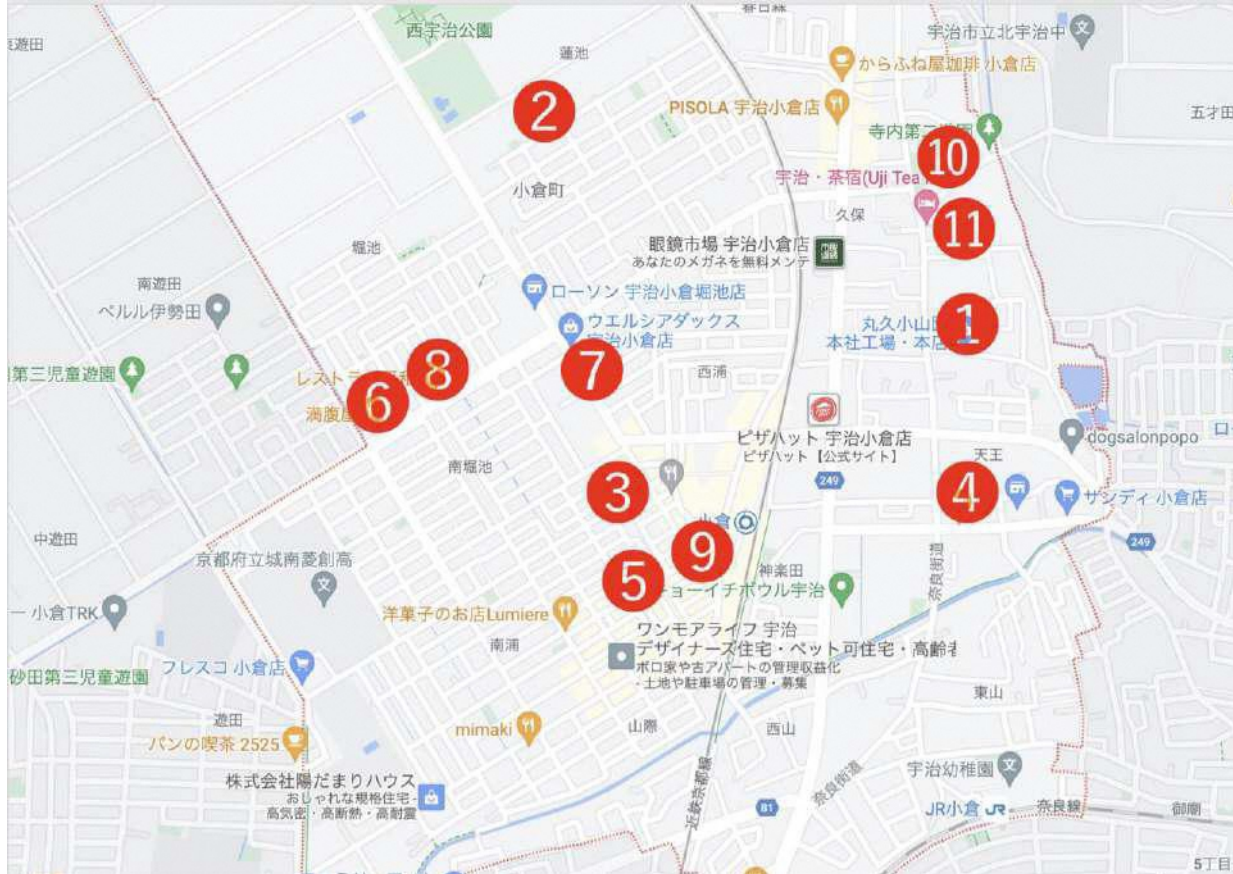 春日線
西宇治公園
宇治市立北宇治中
遊田
蓮池
からふね屋珈琲 小倉店
2
PISOLA 宇治小倉店
五才田
寺内第二
10
小倉町
宇治・茶宿(Uji Tea
久保
11
堀池
眼鏡市場 宇治小倉店
あなたのメガネを無料メンテ
南遊田
ベルル伊勢田
ローソン 宇治小倉堀池店
ウエルシアダックス
宇治小倉店
丸久小山
本社工場・本店
1
第三児童遊園
レストラ
8
7
西浦
満腹
6
ピザハット 宇治小倉店
ピザハット【公式サイト】
dogsalonpopo
天王
南堀池
249
3
4
サンディ 小倉店
小倉
中遊田
249
京都府立城南菱創高
9
神楽田
奈良街道
5
ョーイチボウル宇治
小倉TRK
洋菓子のお店Lumiere
ワンモアライフ 宇治
デザイナーズ住宅・ペット可住宅・高齢者
ボロ家や古アパートの管理収益化
・土地や駐車場の管理・募集
南浦
フレスコ 小倉店
砂田第三児童遊園
東山
遊田
パンの喫茶 2525
mimaki
山際
西山
宇治幼稚園
株式会社陽だまりハウス
おしゃれな規格住宅・
高気密・高断熱・高耐震
近鉄京都線
奈良街道
81
JR小倉
JR
奈良線
御廟
5丁目